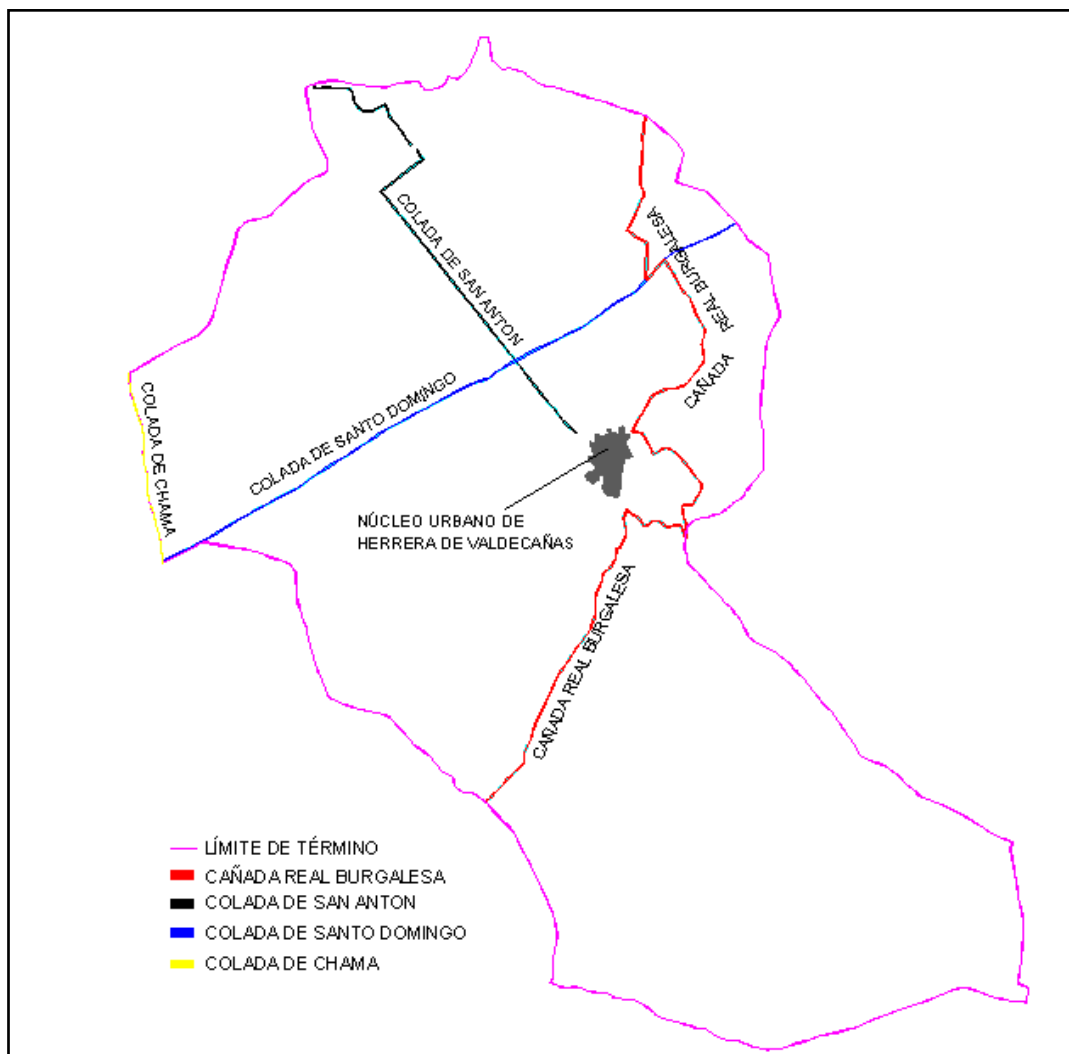 COLADA DE SAN ANTON
REAL BURGALESA
CAÑADA
COLADA DE SANTO DOMINGO
COLADA DE CHAMA
NÚCLEO URBANO DE
HERRERA DE VALDECAÑAS
CAÑADA REAL BURGALESA
LÍMITE DE TÉRMINO
CAÑADA REAL BURGALESA
COLADA DE SAN ANTON
COLADA DE SANTO DOMINGO
COLADA DE CHAMA